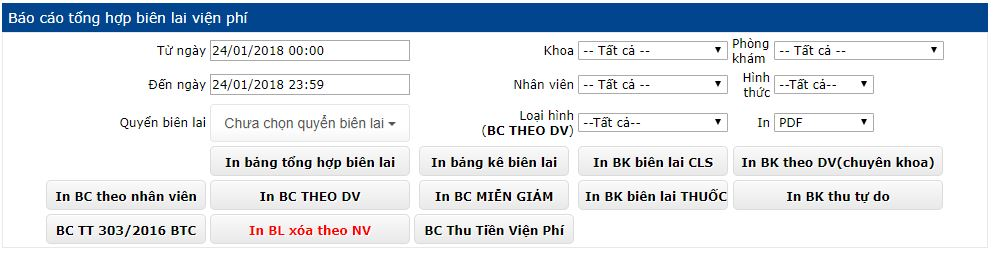 Báo cáo tổng hợp biên lai viện phí
Từ ngày 24/01/2018 00:00 Khoa -- Tất cả -- Phòng khám -- Tất cả --
Đến ngày 24/01/2018 23:59 Nhân viên -- Tất cả -- Hình thức --Tất cả--
Quyển biên lai Chưa chọn quyển biên lai Loại hình (BC THEO DV) --Tất cả-- In PDF
In bảng tổng hợp biên lai In bảng kê biên lai In BK biên lai CLS In BK theo DV(chuyên khoa)
In BC theo nhân viên In BC THEO DV In BC MIỄN GIẢM In BK biên lai THUỐC In BK thu tự do
BC TT 303/2016 BTC In BL xóa theo NV BC Thu Tiền Viện Phí